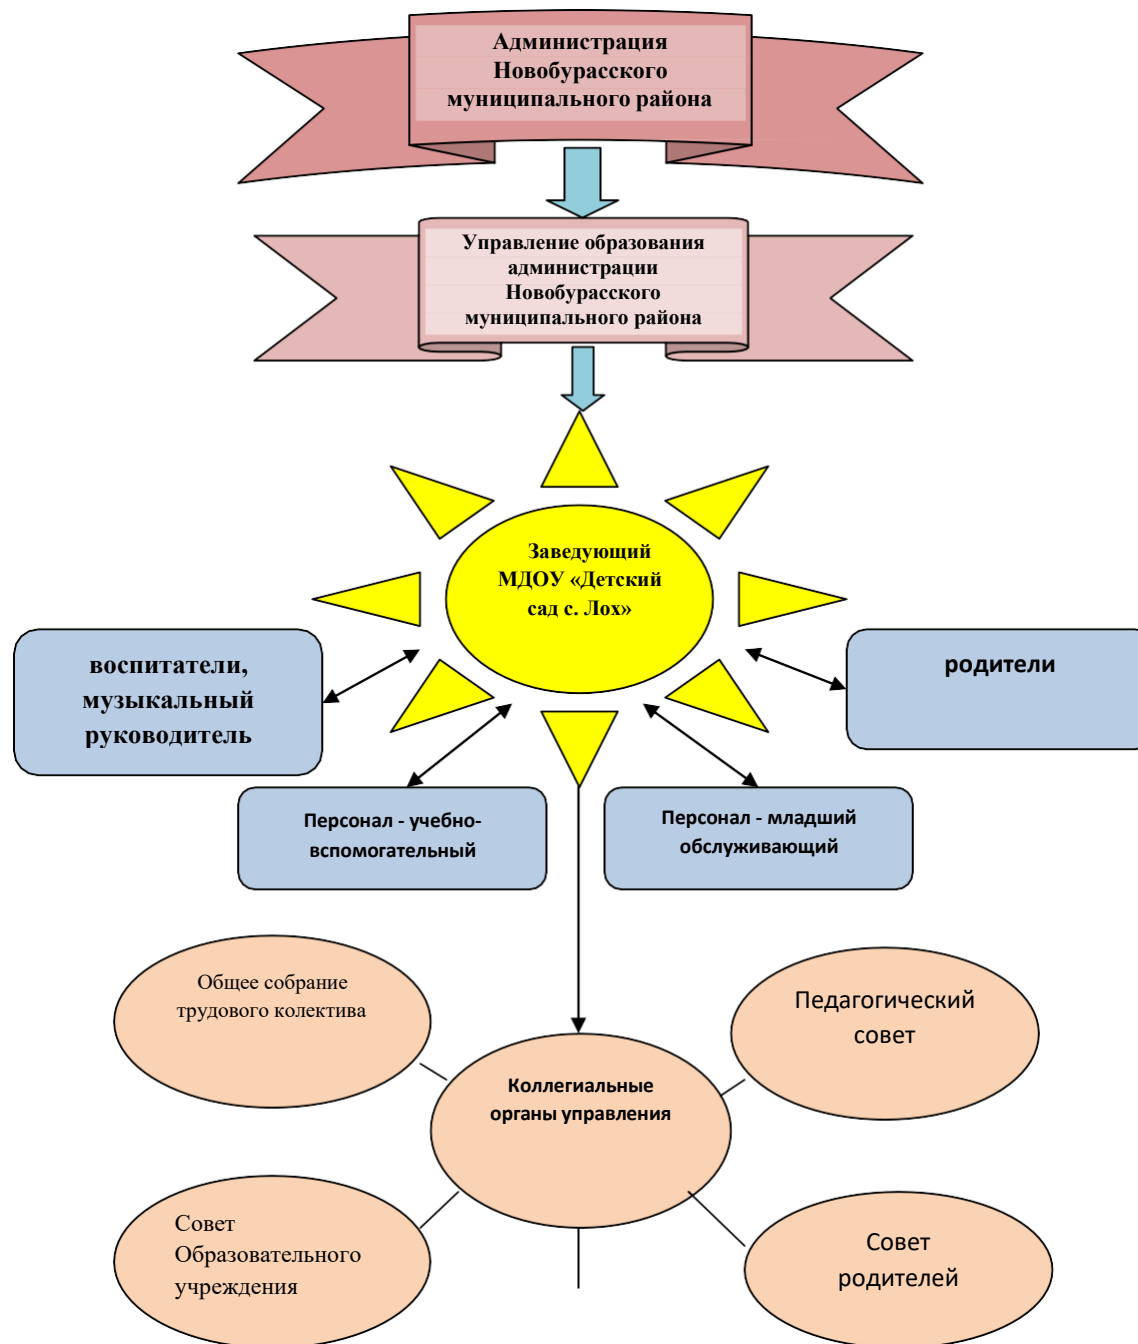 Администрация
Новобурасского
муниципального района
Управление образования
администрации
Новобурасского
муниципального района
Заведующий
МДОУ «Детский
сад с. Лох»
воспитатели,
музыкальный
руководитель
родители
Персонал - учебно-
вспомогательный
Персонал - младший
обслуживающий
Общее собрание
трудового колектива
Педагогический
совет
Коллегиальные
органы управления
Совет
Образовательного
учреждения
Совет
родителей